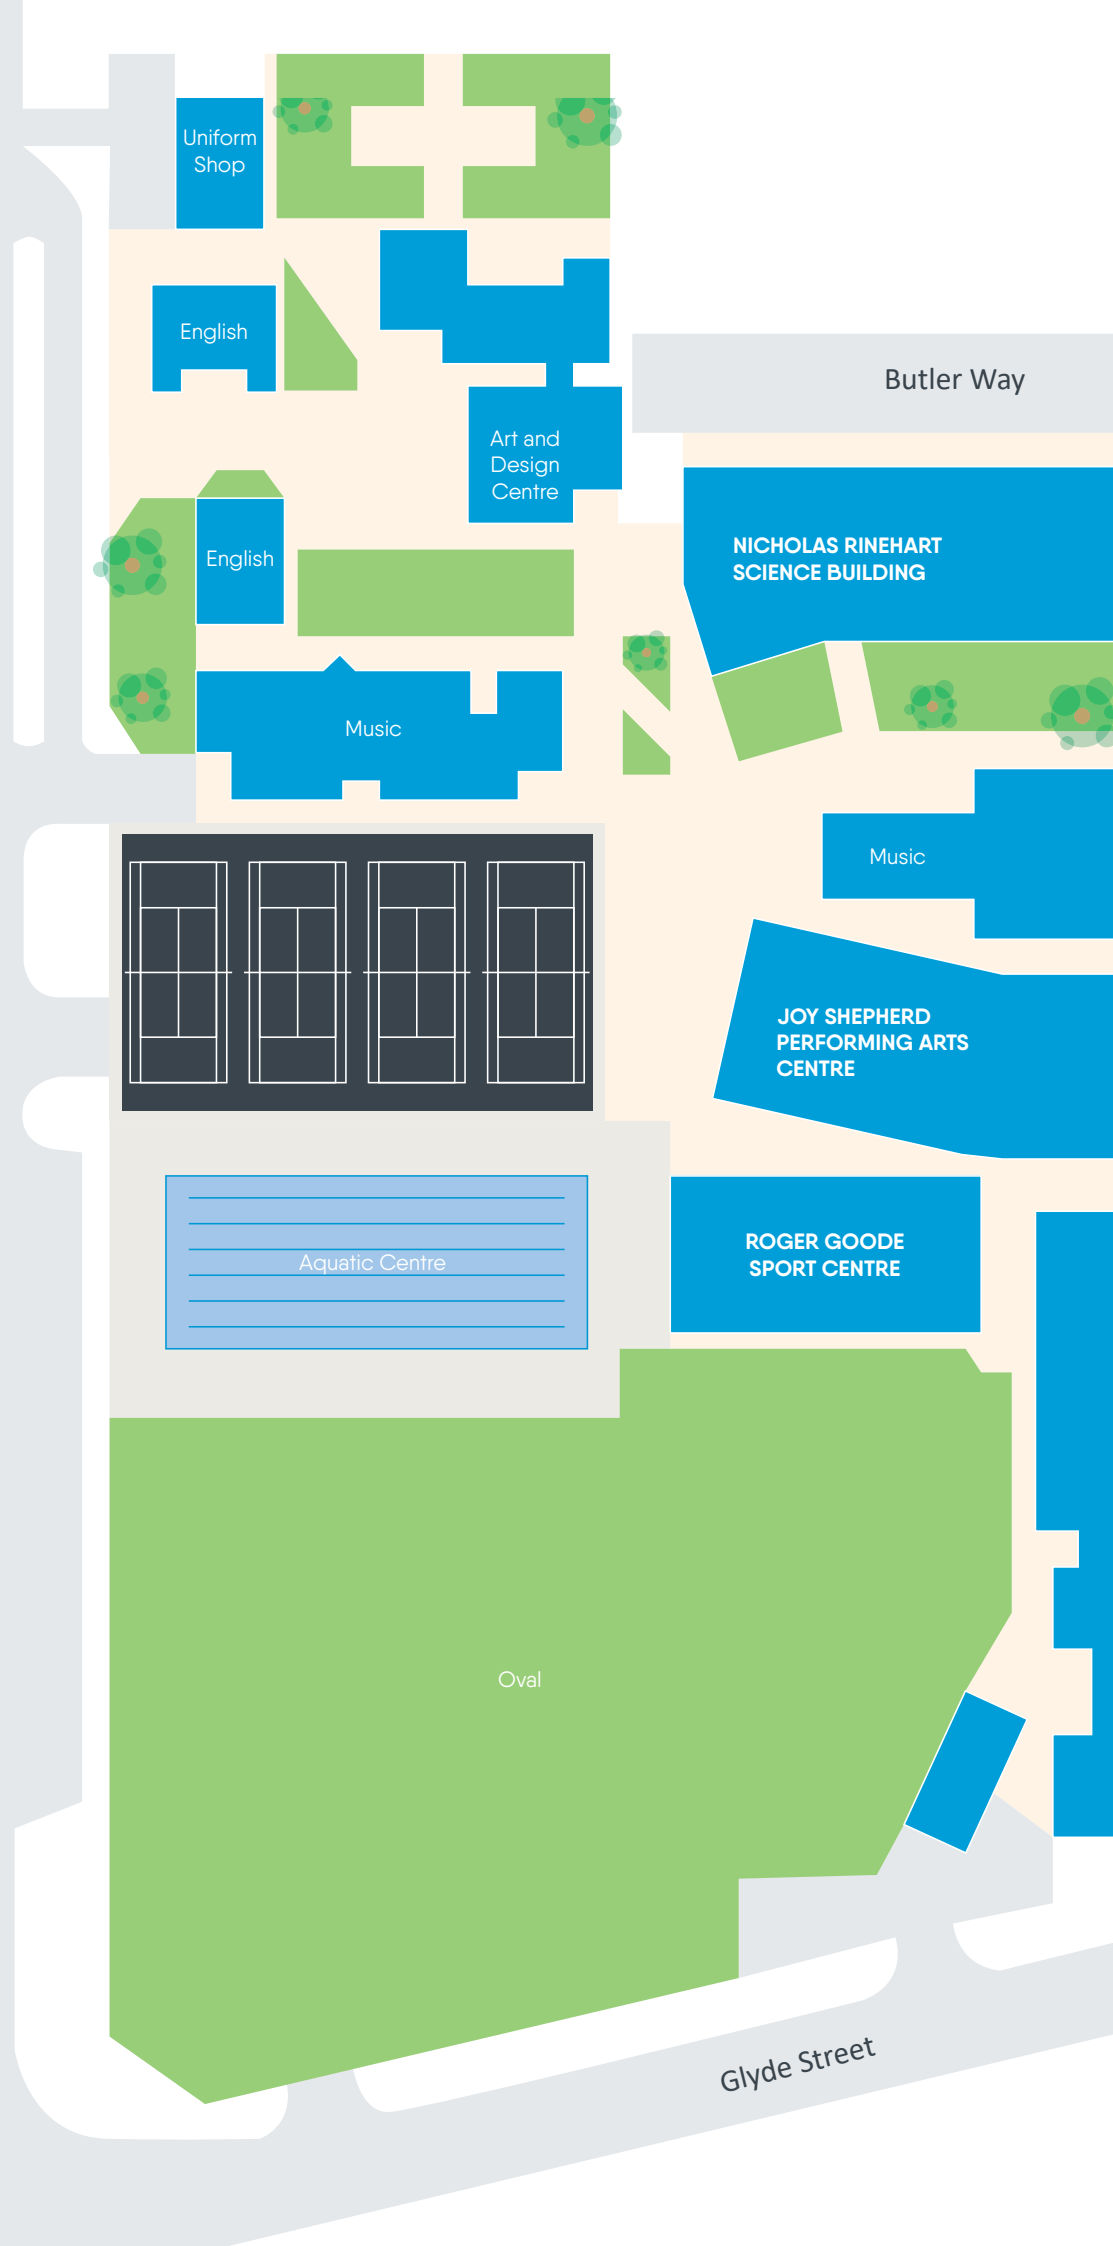 Uniform
Shop
English
Butler Way
Art and
Design
Centre
NICHOLAS RINEHART
SCIENCE BUILDING
English
Music
Music
JOY SHEPHERD
PERFORMING ARTS
CENTRE
Aquatic Centre
ROGER GOODE
SPORT CENTRE
Oval
Glyde Street